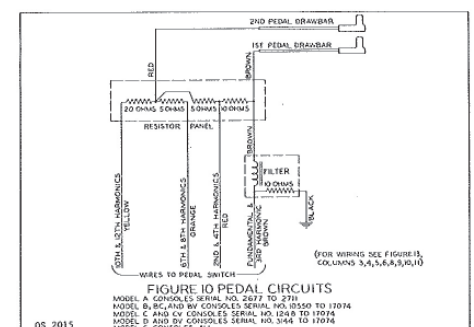 2ND PEDAL DRAWBAR
1ST PEDAL DRAWBAR
RED
BROWN
20 OHMS 5 OHMS 5 OHMS 10 OHMS
RESISTOR PANEL
BROWN
FILTER
10 OHMS
BLACK
10TH & 12TH HARMONICS
YELLOW
6TH & 8TH HARMONICS
ORANGE
2ND & 4TH HARMONICS
RED
FUNDAMENTAL &
3RD HARMONIC
BROWN
(FOR WIRING SEE FIGURE 13,
COLUMNS 3,4,5,6,8,9,10,11)
WIRES TO PEDAL SWITCH
FIGURE 10 PEDAL CIRCUITS
MODEL A CONSOLES SERIAL NO. 2677 TO 2711
MODEL B, BC, AND BV CONSOLES SERIAL NO. 10550 TO 17074
MODEL C AND CV CONSOLES SERIAL NO. 1248 TO 17074
MODEL D AND DV CONSOLES SERIAL NO. 3144 TO 17074
OS 2015